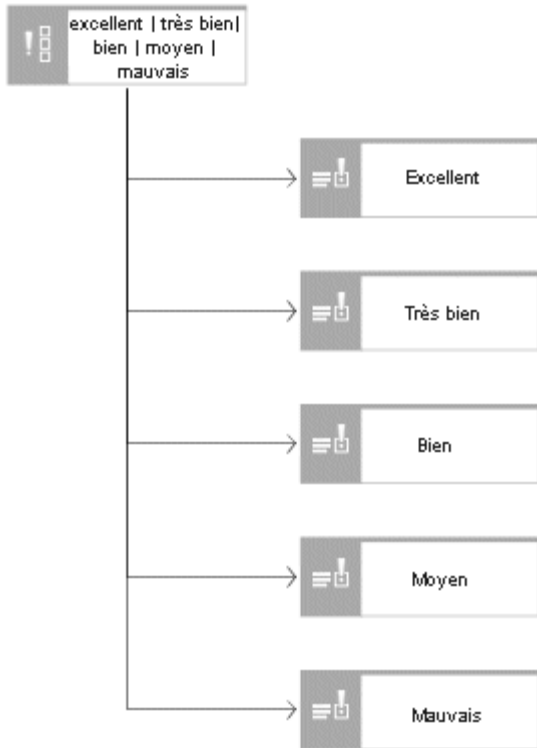 excellent | très bien|
bien | moyen |
mauvais
Excellent
Très bien
Bien
Moyen
Mauvais